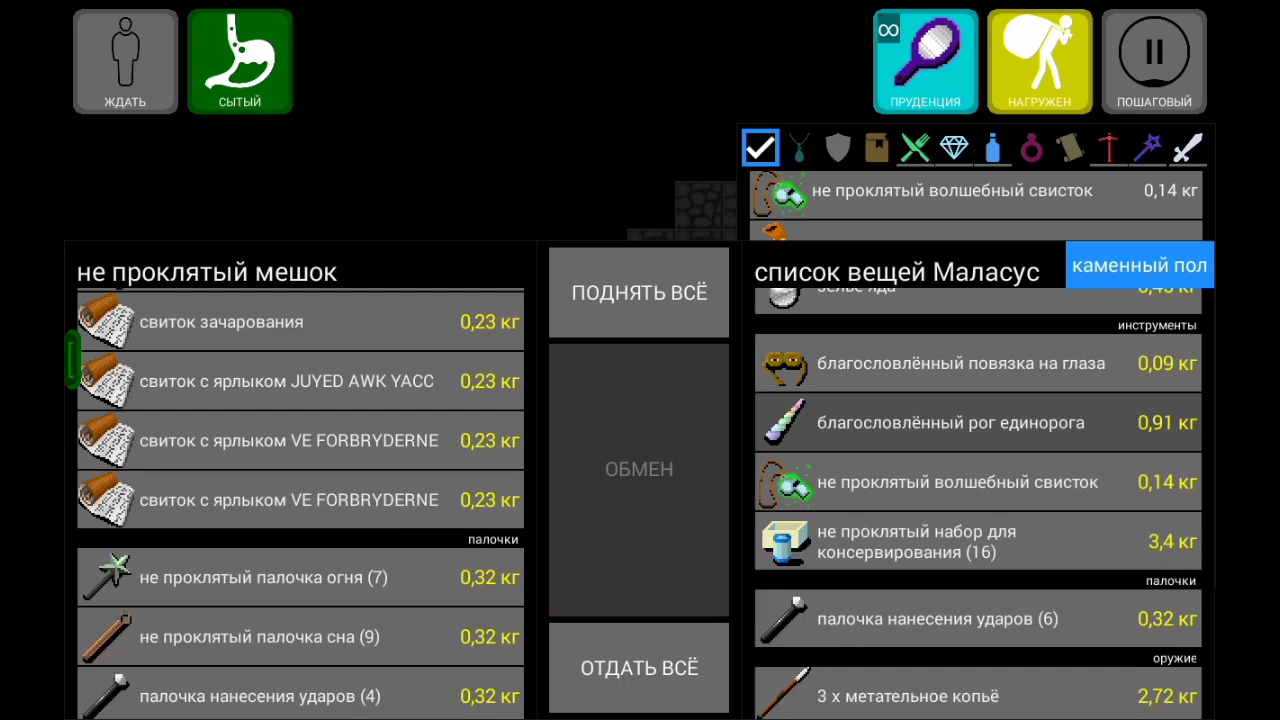 ЖДАТЬ
СЫТЫЙ
∞
ПРУДЕНЦИЯ
НАГРУЖЕН
ПОШАГОВЫЙ
не проклятый волшебный свисток 0,14 кг
не проклятый мешок
свиток зачарования 0,23 кг
свиток с ярлыком JUYED AWK YACC 0,23 кг
свиток с ярлыком VE FORBRYDERNE 0,23 кг
свиток с ярлыком VE FORBRYDERNE 0,23 кг
палочки
не проклятый палочка огня (7) 0,32 кг
не проклятый палочка сна (9) 0,32 кг
палочка нанесения ударов (4) 0,32 кг
ПОДНЯТЬ ВСЁ
ОБМЕН
ОТДАТЬ ВСЁ
список вещей Маласус
каменный пол
зелье яда
инструменты
благословлённый повязка на глаза 0,09 кг
благословлённый рог единорога 0,91 кг
не проклятый волшебный свисток 0,14 кг
не проклятый набор для
консервирования (16) 3,4 кг
палочки
палочка нанесения ударов (6) 0,32 кг
оружие
3 x метательное копьё 2,72 кг